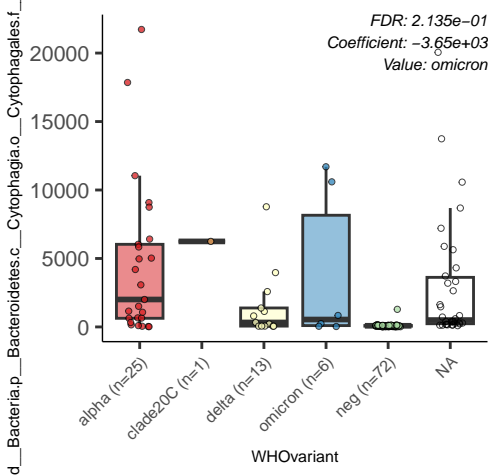 d__Bacteria.p__Bacteroidetes.c__Cytophagia.o__Cytophagales.f_
FDR: 2.135e−01
Coefficient: −3.65e+03
Value: omicron
20000
15000
10000
5000
0
alpha (n=25)
clade20C (n=1)
delta (n=13)
omicron (n=6)
neg (n=72)
NA
WHOvariant